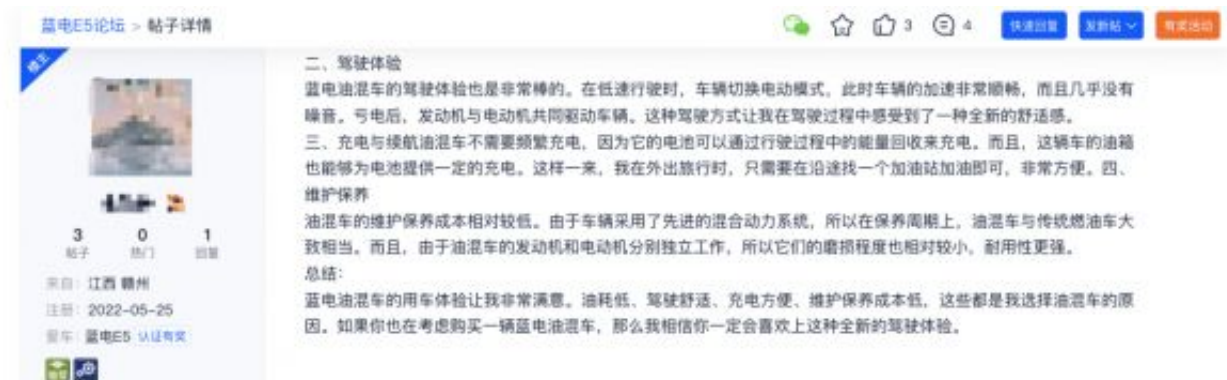 蓝电E5论坛 > 帖子详情
3
4
快速回复
发新帖
有奖活动
楼主
二、驾驶体验
蓝电油混车的驾驶体验也是非常棒的。在低速行驶时，车辆切换电动模式，此时车辆的加速非常顺畅，而且几乎没有
噪音。亏电后，发动机与电动机共同驱动车辆。这种驾驶方式让我在驾驶过程中感受到了一种全新的舒适感。
三、充电与续航油混车不需要频繁充电，因为它的电池可以通过行驶过程中的能量回收来充电。而且，这辆车的油箱
也能够为电池提供一定的充电。这样一来，我在外出旅行时，只需要在沿途找一个加油站加油即可，非常方便。四、
维护保养
油混车的维护保养成本相对较低。由于车辆采用了先进的混合动力系统，所以在保养周期上，油混车与传统燃油车大
致相当。而且，由于油混车的发动机和电动机分别独立工作，所以它们的磨损程度也相对较小，耐用性更强。
总结：
蓝电油混车的用车体验让我非常满意。油耗低、驾驶舒适、充电方便、维护保养成本低，这些都是我选择油混车的原
因。如果你也在考虑购买一辆蓝电油混车，那么我相信你一定会喜欢上这种全新的驾驶体验。
3 0 1
帖子 热门 回复
来自：江西 赣州
注册：2022-05-25
爱车：蓝电E5 认证有奖